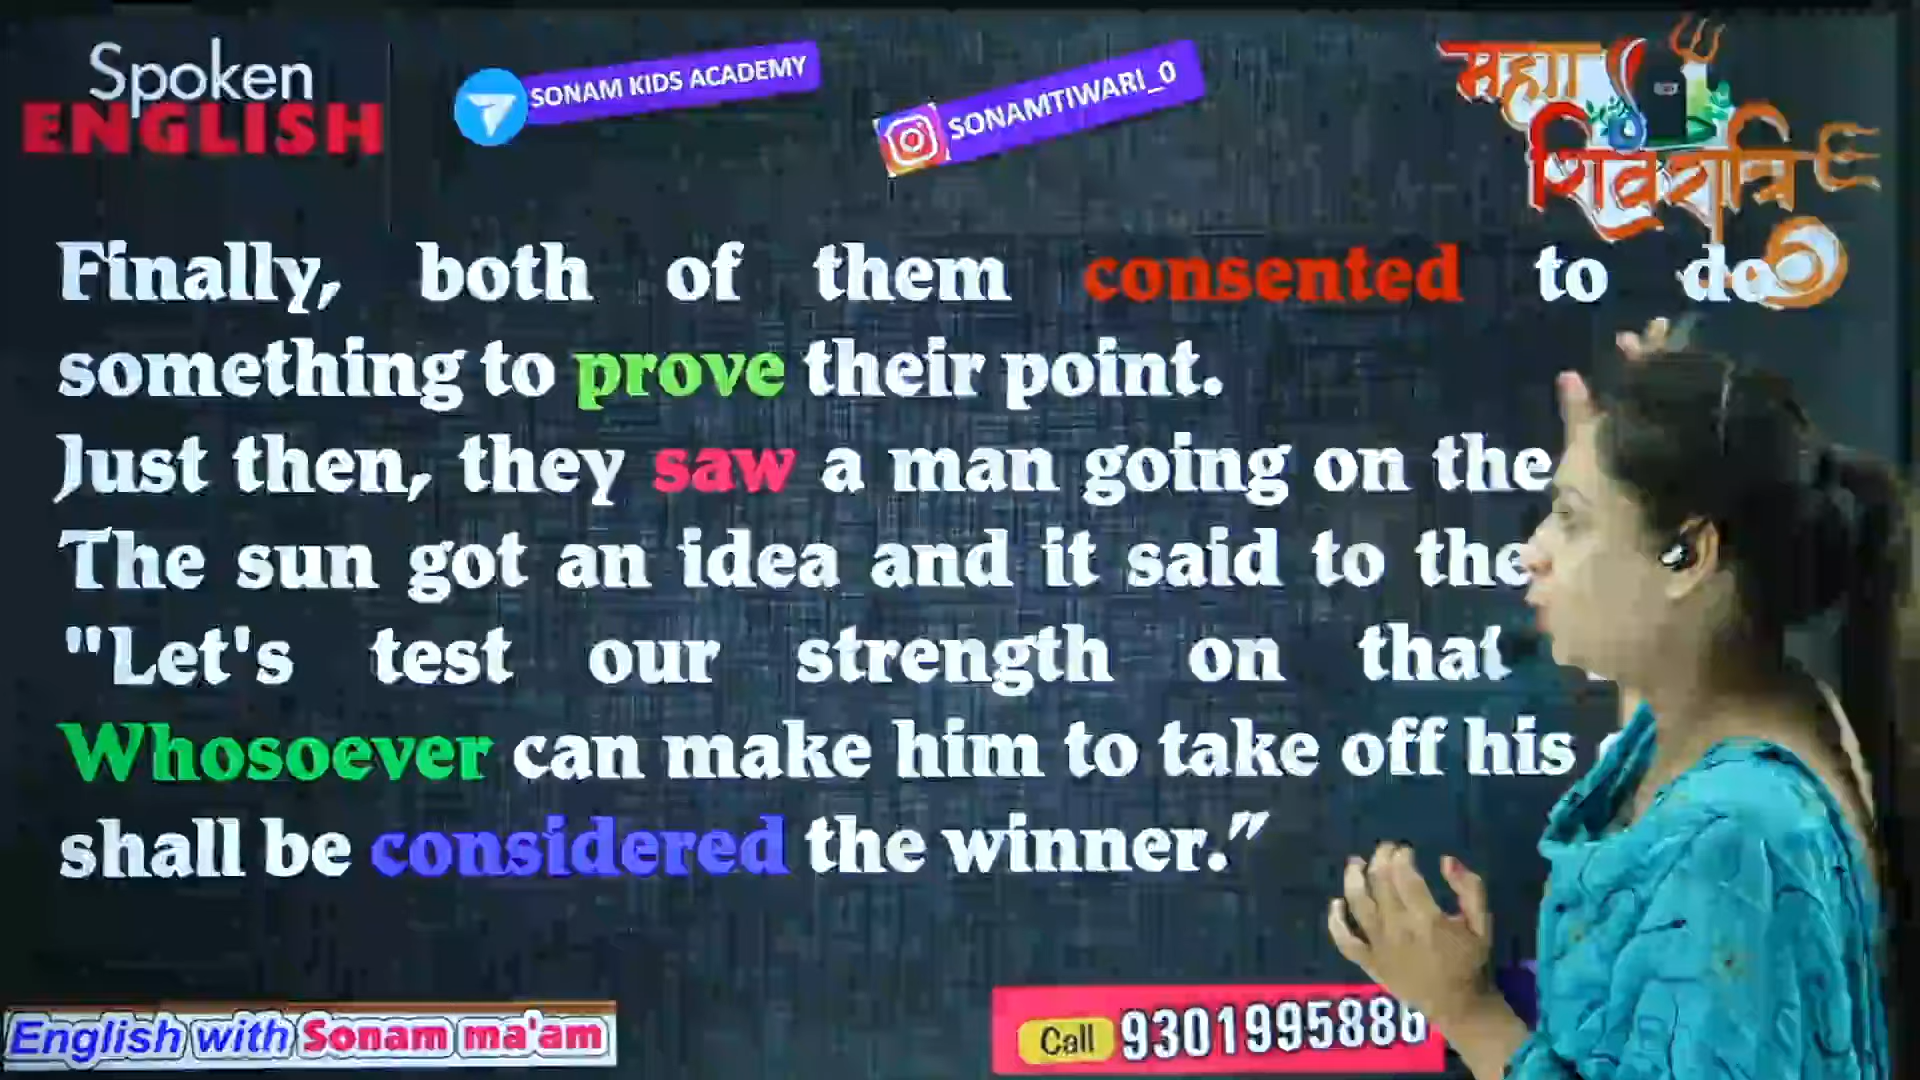 Spoken
ENGLISH
SONAM KIDS ACADEMY
SONAMTIWARI_0
महा
शिवरात्रि
Finally, both of them consented to do
something to prove their point.
Just then, they saw a man going on the
The sun got an idea and it said to the
"Let's test our strength on that
Whosoever can make him to take off his
shall be considered the winner.”
English with Sonam ma'am
Call 9301995886